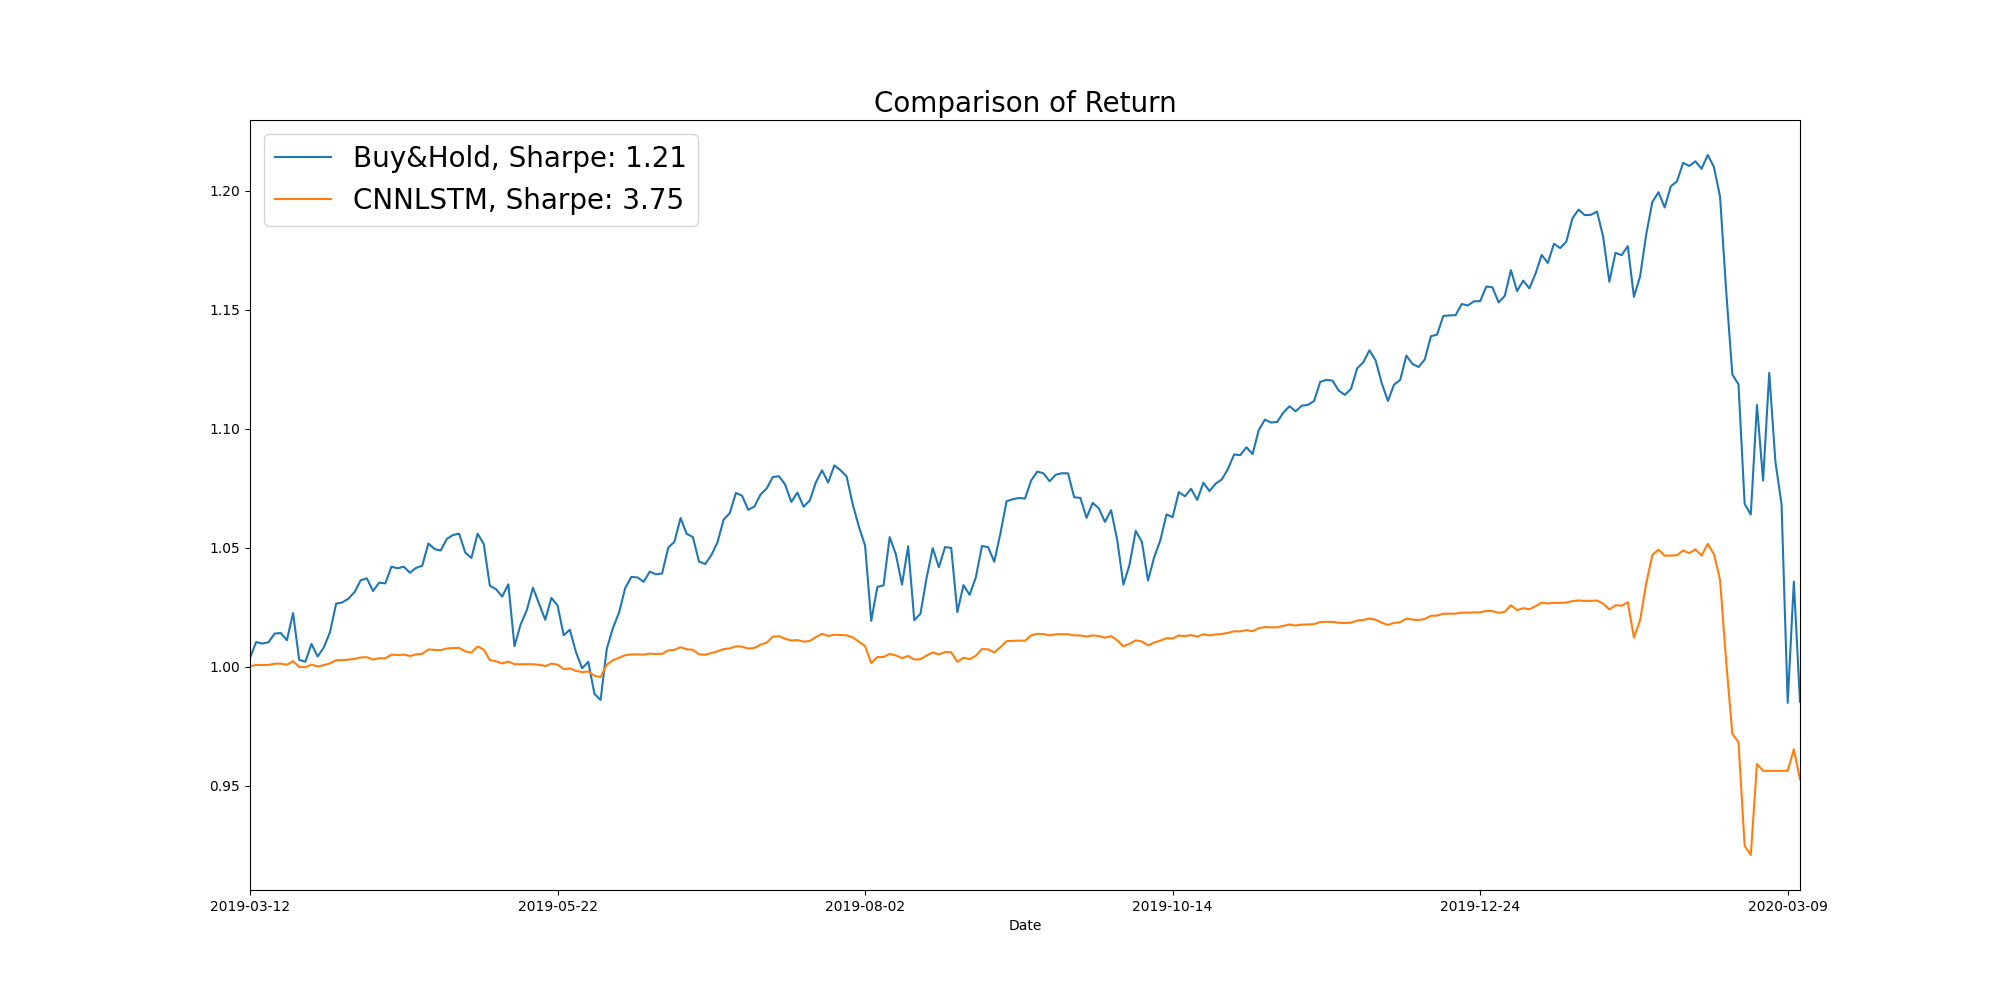 Comparison of Return
Buy&Hold, Sharpe: 1.21
CNNLSTM, Sharpe: 3.75
1.20
1.15
1.10
1.05
1.00
0.95
2019-03-12 2019-05-22 2019-08-02 2019-10-14 2019-12-24 2020-03-09
Date